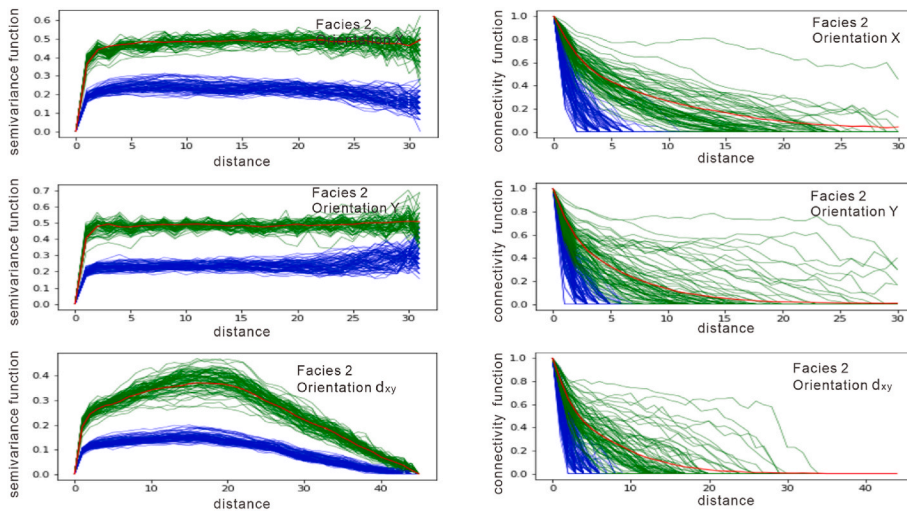 semivariance function
0.6
0.5
0.4
0.3
0.2
0.1
0.0
Facies 2
Orientation X
0 5 10 15 20 25 30
distance
connectivity function
1.0
0.8
0.6
0.4
0.2
0.0
Facies 2
Orientation X
0 5 10 15 20 25 30
distance
semivariance function
0.7
0.6
0.5
0.4
0.3
0.2
0.1
0.0
Facies 2
Orientation Y
0 5 10 15 20 25 30
distance
connectivity function
1.0
0.8
0.6
0.4
0.2
0.0
Facies 2
Orientation Y
0 5 10 15 20 25 30
distance
semivariance function
0.4
0.3
0.2
0.1
0.0
Facies 2
Orientation dxy
0 10 20 30 40
distance
connectivity function
1.0
0.8
0.6
0.4
0.2
0.0
Facies 2
Orientation dxy
0 10 20 30 40
distance